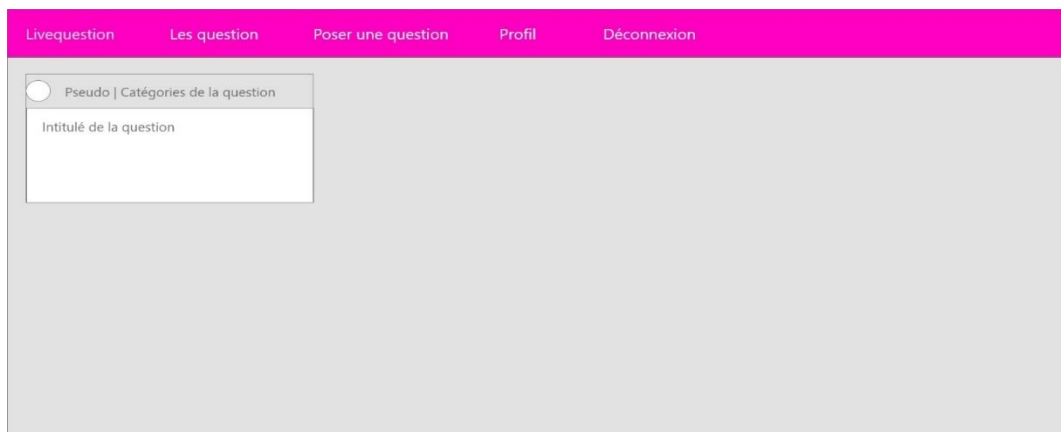 Livequestion Les question Poser une question Profil Déconnexion
Pseudo | Catégories de la question
Intitulé de la question